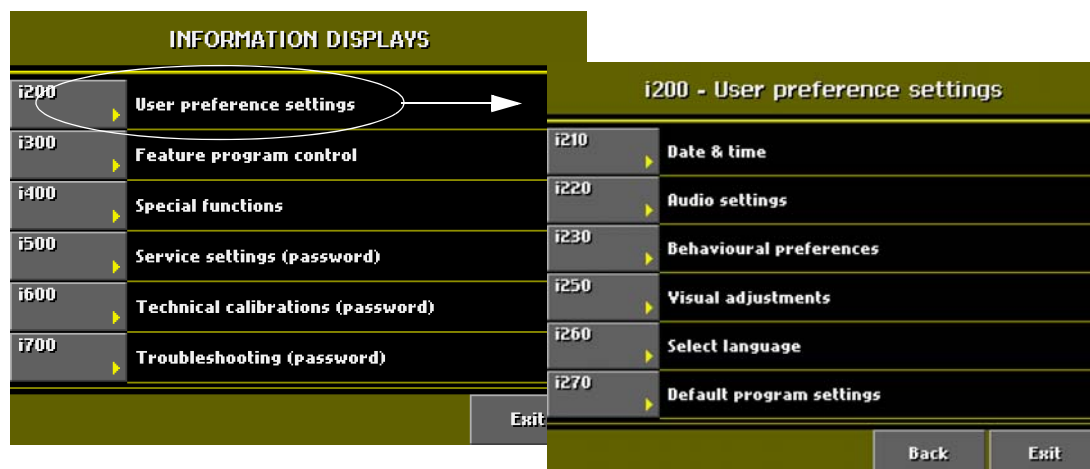 INFORMATION DISPLAYS
i200
User preference settings
i300
Feature program control
i400
Special functions
i500
Service settings (password)
i600
Technical calibrations (password)
i700
Troubleshooting (password)
Exit
i200 - User preference settings
i210
Date & time
i220
Audio settings
i230
Behavioural preferences
i250
Visual adjustments
i260
Select language
i270
Default program settings
Back
Exit